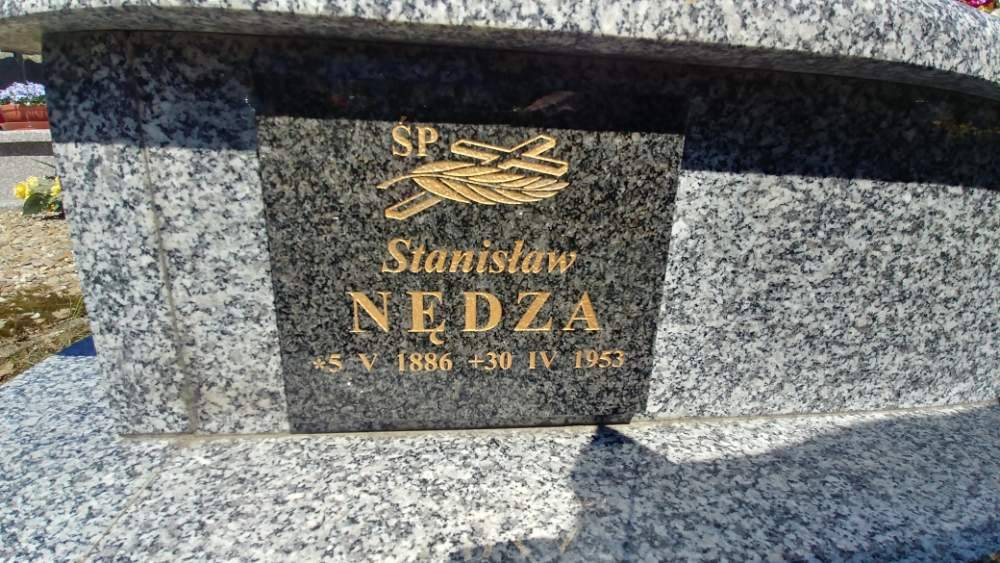 ŚP
Stanisław
NĘDZA
*5 V 1886 +30 IV 1953